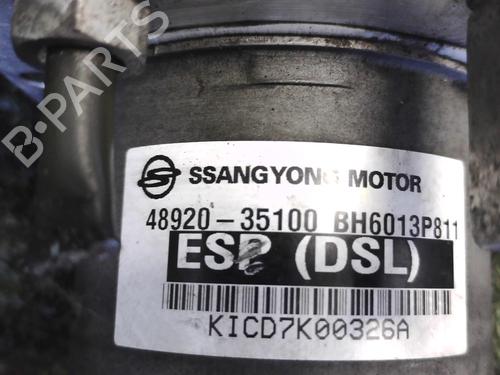 B-PARTS
SSANGYONG MOTOR
48920-35100 BH6013P811
ESP (DSL)
KICD7K00326A